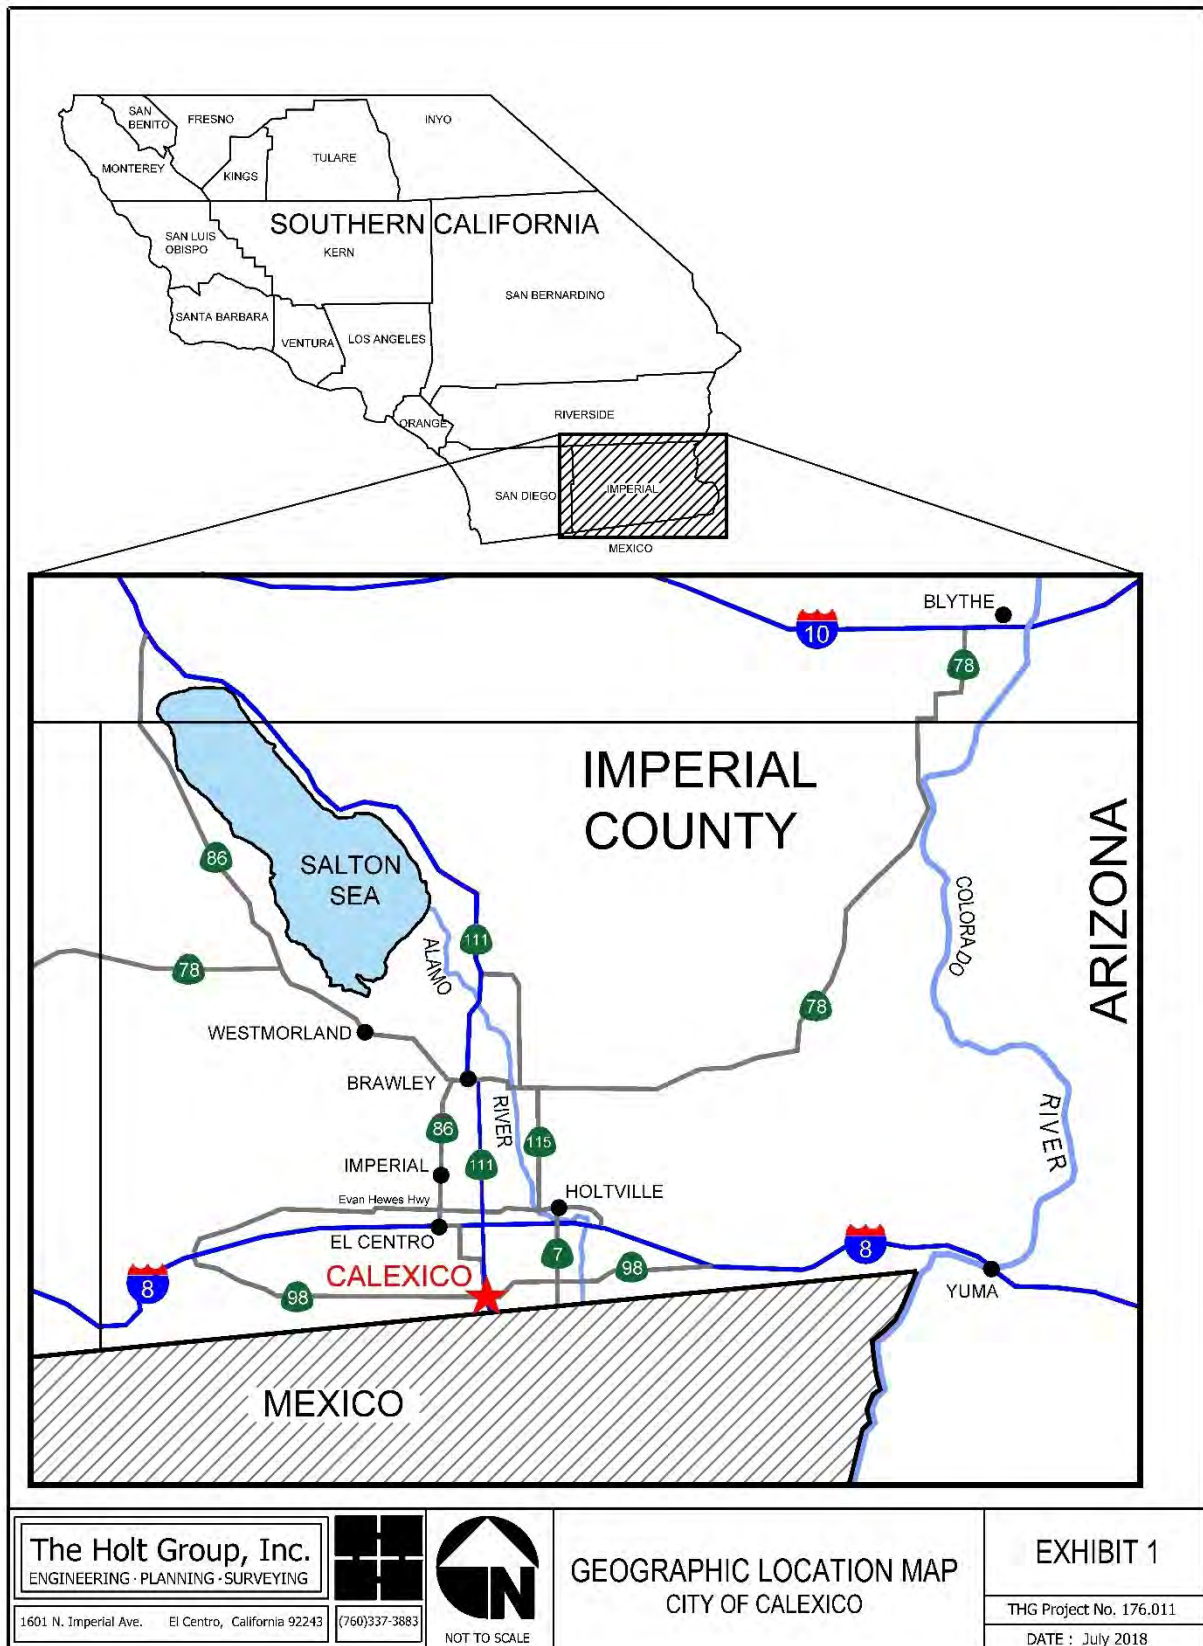 SAN
BENITO
FRESNO
INYO
MONTEREY
KINGS
TULARE
SOUTHERN CALIFORNIA
SAN LUIS
OBISPO
KERN
SAN BERNARDINO
SANTA BARBARA
VENTURA
LOS ANGELES
ORANGE
RIVERSIDE
SAN DIEGO
IMPERIAL
MEXICO
BLYTHE
10
78
IMPERIAL
COUNTY
ARIZONA
86
SALTON
SEA
COLORADO
RIVER
ALAMO
RIVER
111
78
78
WESTMORLAND
BRAWLEY
86
115
111
IMPERIAL
Evan Hewes Hwy
HOLTVILLE
EL CENTRO
7
8
CALEXICO
98
8
98
YUMA
MEXICO
The Holt Group, Inc.
ENGINEERING · PLANNING · SURVEYING
1601 N. Imperial Ave. El Centro, California 92243
(760)337-3883
N
NOT TO SCALE
GEOGRAPHIC LOCATION MAP
CITY OF CALEXICO
EXHIBIT 1
THG Project No. 176.011
DATE : July 2018